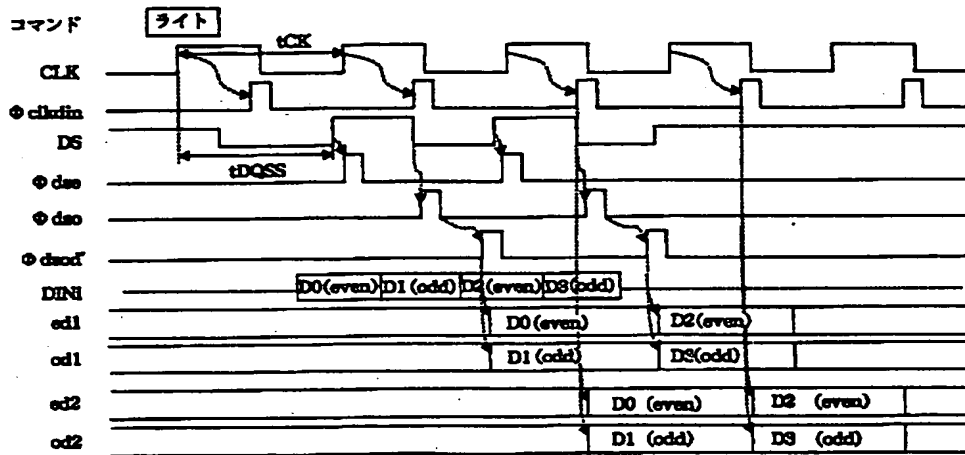 コマンド ライト
tCK
CLK
Φ clkdin
DS
tDQSS
Φ dse
Φ dso
Φ dsod
DINi D0(even) D1(odd) D2(even) D3(odd)
ed1 D0(even) D2(even)
od1 D1(odd) D3(odd)
ed2 D0 (even) D2 (even)
od2 D1 (odd) D3 (odd)